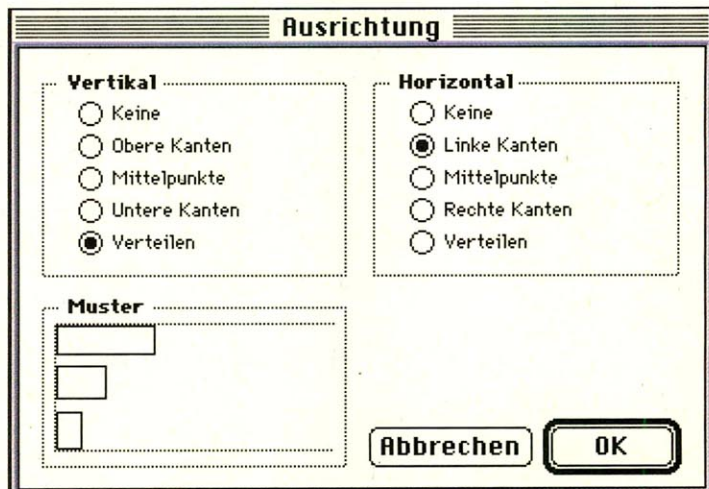 Ausrichtung
Vertikal
Keine
Obere Kanten
Mittelpunkte
Untere Kanten
Verteilen
Horizontal
Keine
Linke Kanten
Mittelpunkte
Rechte Kanten
Verteilen
Muster
Abbrechen
OK